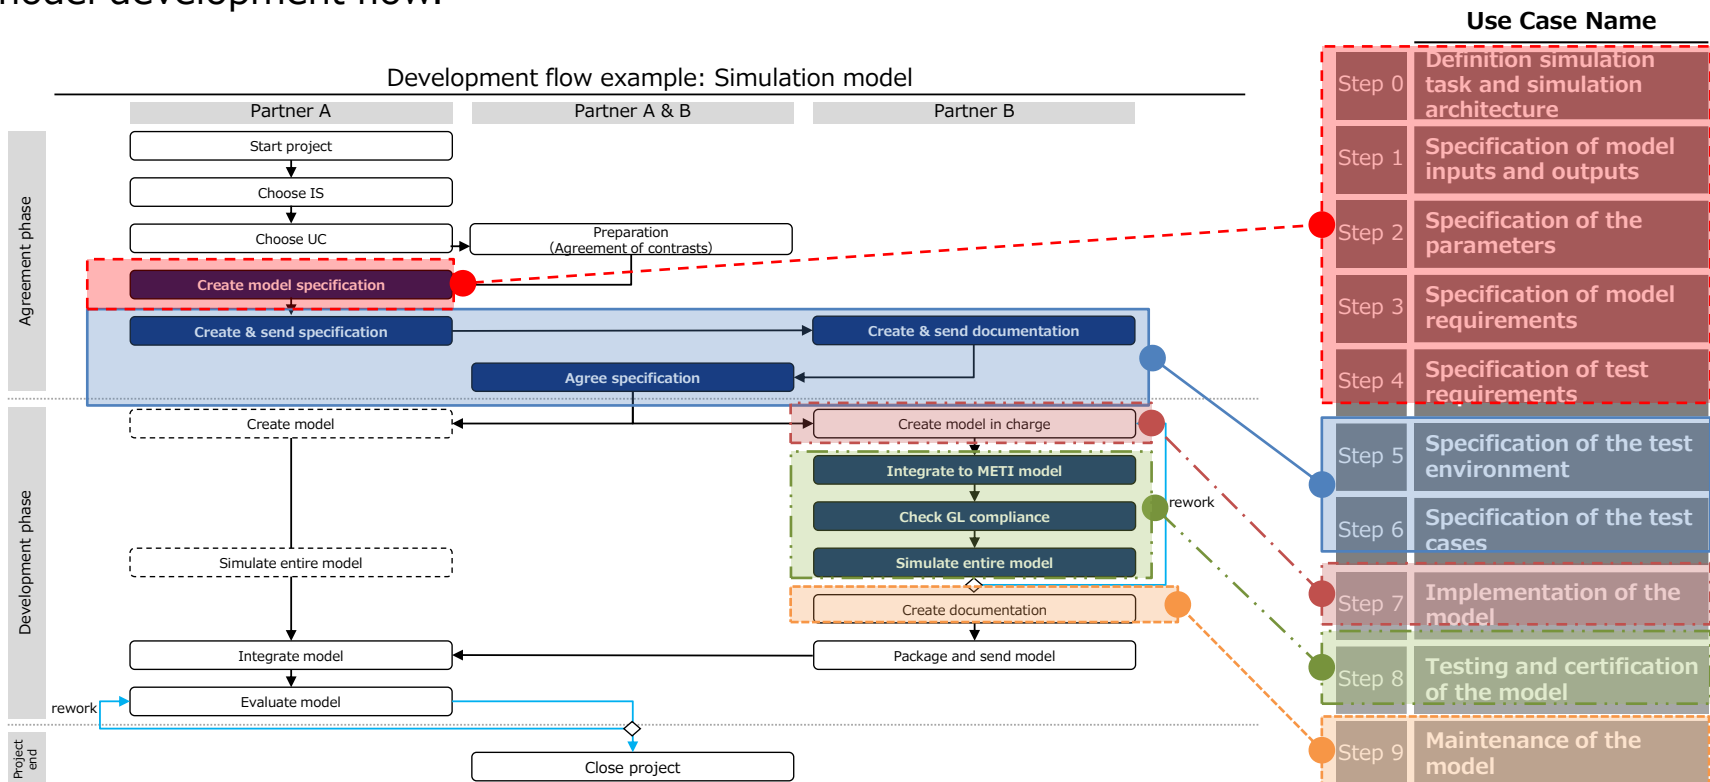 model development flow.
Use Case Name
Development flow example: Simulation model
Partner A
Partner A & B
Partner B
Agreement phase
Start project
Choose IS
Choose UC
Preparation
(Agreement of contrasts)
Create model specification
Create & send specification
Create & send documentation
Agree specification
Development phase
Create model
Create model in charge
Integrate to METI model
rework
Check GL compliance
Simulate entire model
Simulate entire model
Create documentation
Integrate model
Package and send model
Evaluate model
rework
Project
end
Close project
Step 0
Definition simulation
task and simulation
architecture
Step 1
Specification of model
inputs and outputs
Step 2
Specification of the
parameters
Step 3
Specification of model
requirements
Step 4
Specification of test
requirements
Step 5
Specification of the test
environment
Step 6
Specification of the test
cases
Step 7
Implementation of the
model
Step 8
Testing and certification
of the model
Step 9
Maintenance of the
model